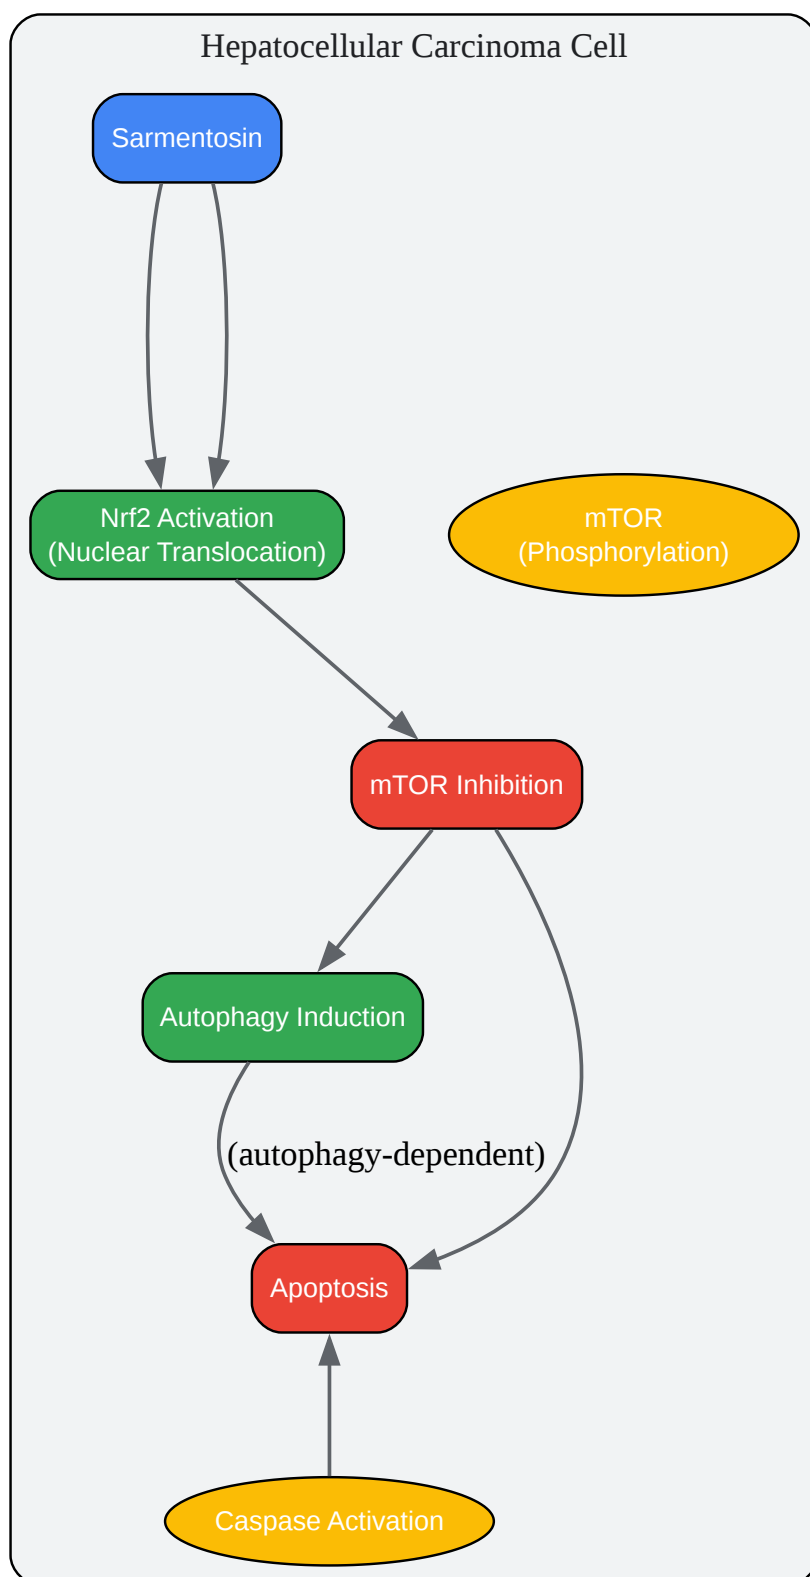 Hepatocellular Carcinoma Cell
Sarmentosin
Nrf2 Activation
(Nuclear Translocation)
mTOR
(Phosphorylation)
mTOR Inhibition
Autophagy Induction
(autophagy-dependent)
Apoptosis
Caspase Activation